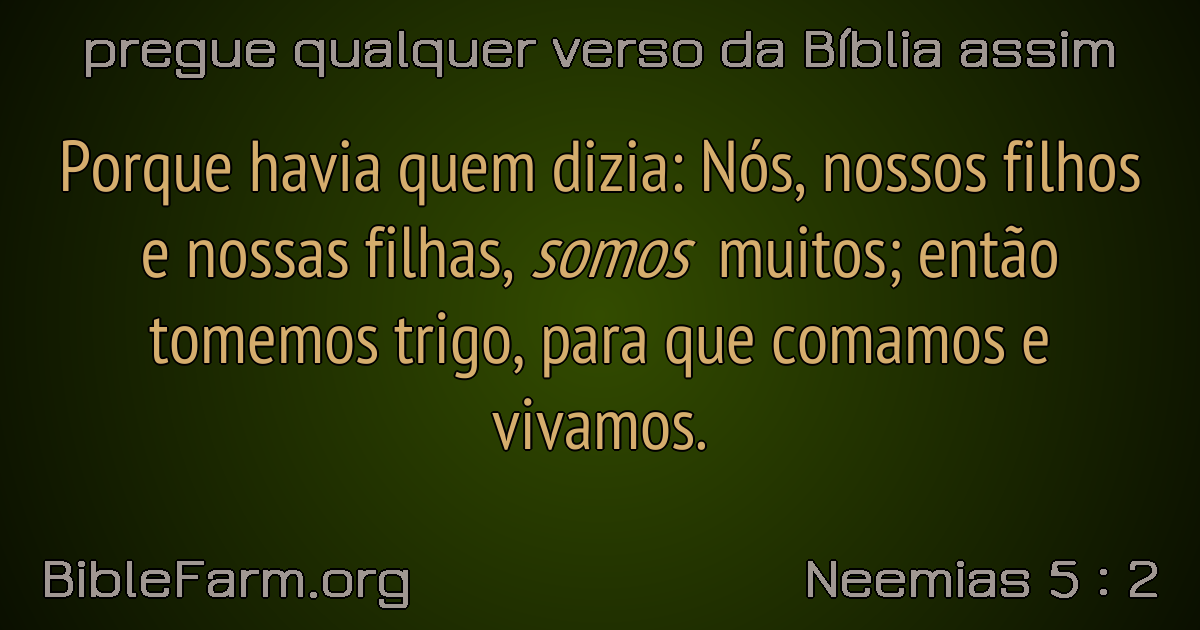 pregue qualquer verso da Bíblia assim
Porque havia quem dizia: Nós, nossos filhos
e nossas filhas, somos muitos; então
tomemos trigo, para que comamos e
vivamos.
BibleFarm.org
Neemias 5 : 2